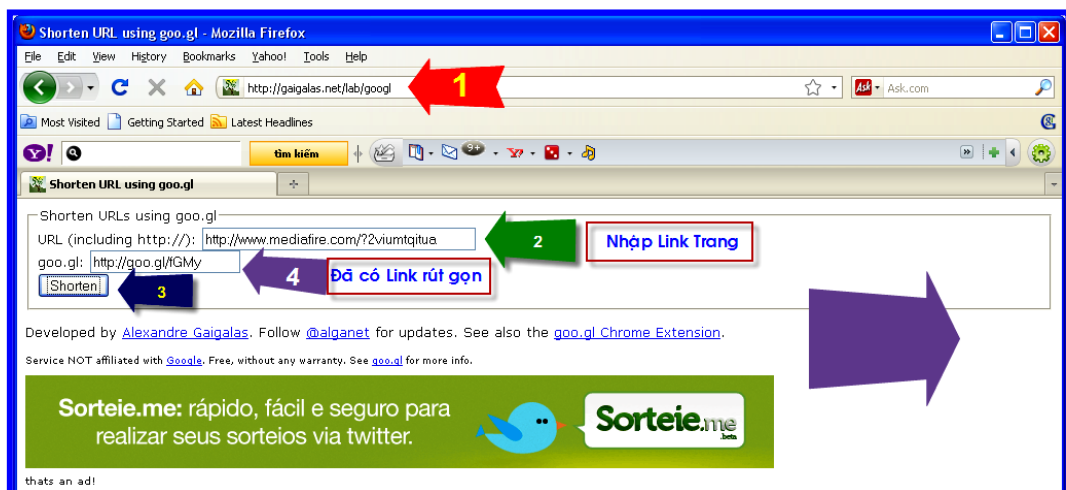 Shorten URL using goo.gl - Mozilla Firefox
File Edit View History Bookmarks Yahoo! Tools Help
http://gaigalas.net/lab/googl
1
Ask
Ask.com
Most Visited Getting Started Latest Headlines
Y!
tìm kiếm
9+
Shorten URL using goo.gl
Shorten URLs using goo.gl
URL (including http://): http://www.mediafire.com/?2viumtqitua
2
Nhập Link Trang
goo.gl: http://goo.gl/fGMy
4
Đã có Link rút gọn
Shorten
3
Developed by Alexandre Gaigalas. Follow @alganet for updates. See also the goo.gl Chrome Extension.
Service NOT affiliated with Google. Free, without any warranty. See goo.gl for more info.
Sorteie.me: rápido, fácil e seguro para
realizar seus sorteios via twitter.
Sorteie.me
.beta
thats an ad!